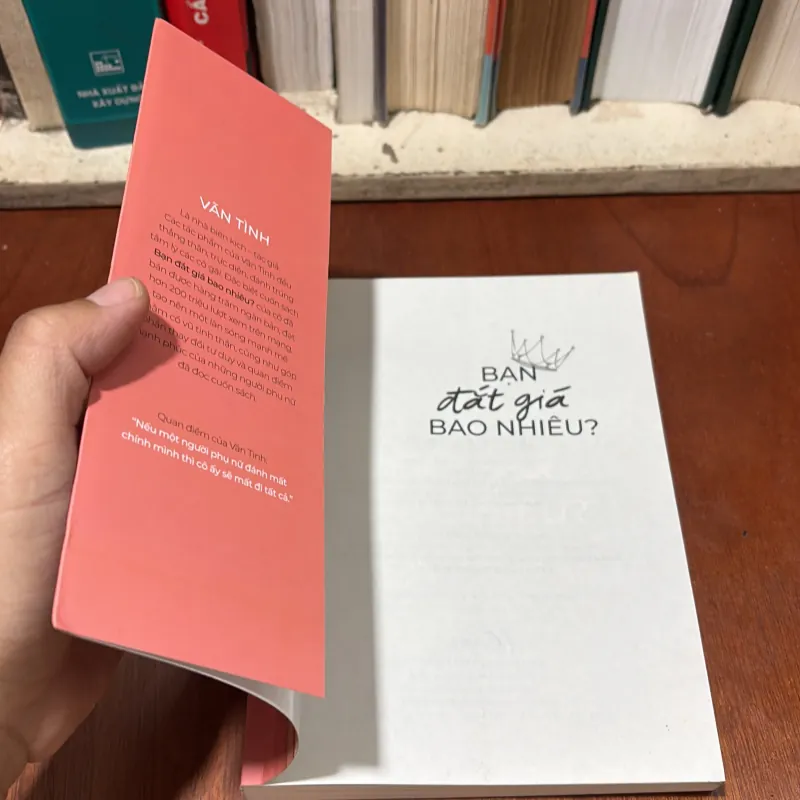 NHÀ XUẤT BẢ
XÂY DỰNG
CẤ
VÃN TÌNH
Là nhà biên kịch - tác giả.
Các tác phẩm của Vãn Tình đều
thẳng thắn, trực diện, đánh trúng
tâm lý các cô gái. Đặc biệt cuốn sách
Bạn đắt giá bao nhiêu? của cô đã
bán được hàng trăm ngàn bản, đạt
hơn 200 triệu lượt xem trên mạng,
tạo nên một làn sóng mạnh mẽ
nhằm cổ vũ tinh thần, cũng như góp
phần thay đổi tư duy và quan điểm
hạnh phúc của những người phụ nữ
đã đọc cuốn sách.
Quan điểm của Vãn Tình:
"Nếu một người phụ nữ đánh mất
chính mình thì cô ấy sẽ mất đi tất cả."
BẠN
đắt giá
BAO NHIÊU?